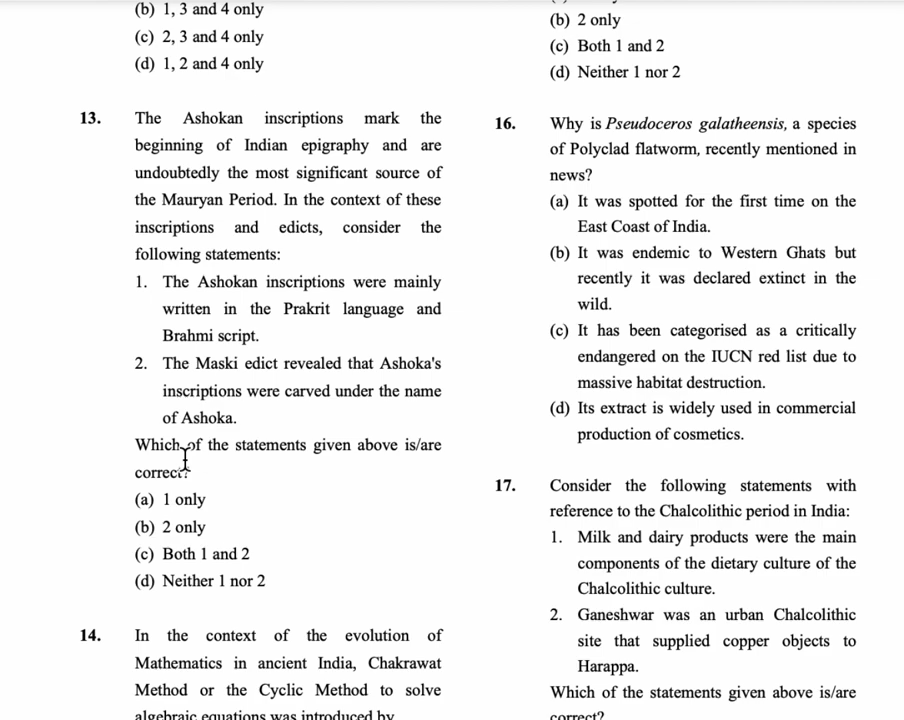 (b) 1, 3 and 4 only
(c) 2, 3 and 4 only
(d) 1, 2 and 4 only
13. The Ashokan inscriptions mark the
beginning of Indian epigraphy and are
undoubtedly the most significant source of
the Mauryan Period. In the context of these
inscriptions and edicts, consider the
following statements:
1. The Ashokan inscriptions were mainly
written in the Prakrit language and
Brahmi script.
2. The Maski edict revealed that Ashoka's
inscriptions were carved under the name
of Ashoka.
Which of the statements given above is/are
correct?
(a) 1 only
(b) 2 only
(c) Both 1 and 2
(d) Neither 1 nor 2
14. In the context of the evolution of
Mathematics in ancient India, Chakrawat
Method or the Cyclic Method to solve
algebraic equations was introduced by
(b) 2 only
(c) Both 1 and 2
(d) Neither 1 nor 2
16. Why is Pseudoceros galatheensis, a species
of Polyclad flatworm, recently mentioned in
news?
(a) It was spotted for the first time on the
East Coast of India.
(b) It was endemic to Western Ghats but
recently it was declared extinct in the
wild.
(c) It has been categorised as a critically
endangered on the IUCN red list due to
massive habitat destruction.
(d) Its extract is widely used in commercial
production of cosmetics.
17. Consider the following statements with
reference to the Chalcolithic period in India:
1. Milk and dairy products were the main
components of the dietary culture of the
Chalcolithic culture.
2. Ganeshwar was an urban Chalcolithic
site that supplied copper objects to
Harappa.
Which of the statements given above is/are
correct?